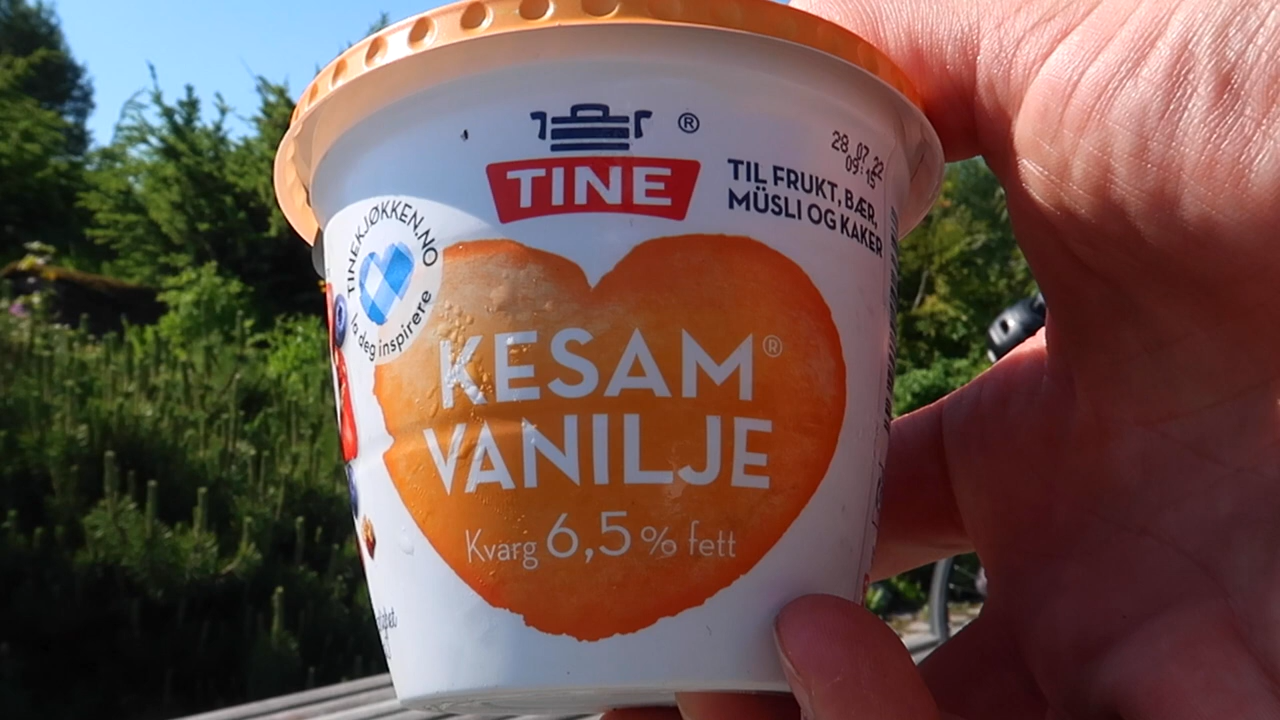 ®
TINE
28.07.22
09:15
TIL FRUKT, BÆR,
MÜSLI OG KAKER
TINEKJØKKEN.NO
la deg inspirere
KESAM®
VANILJE
Kvarg 6,5% fett